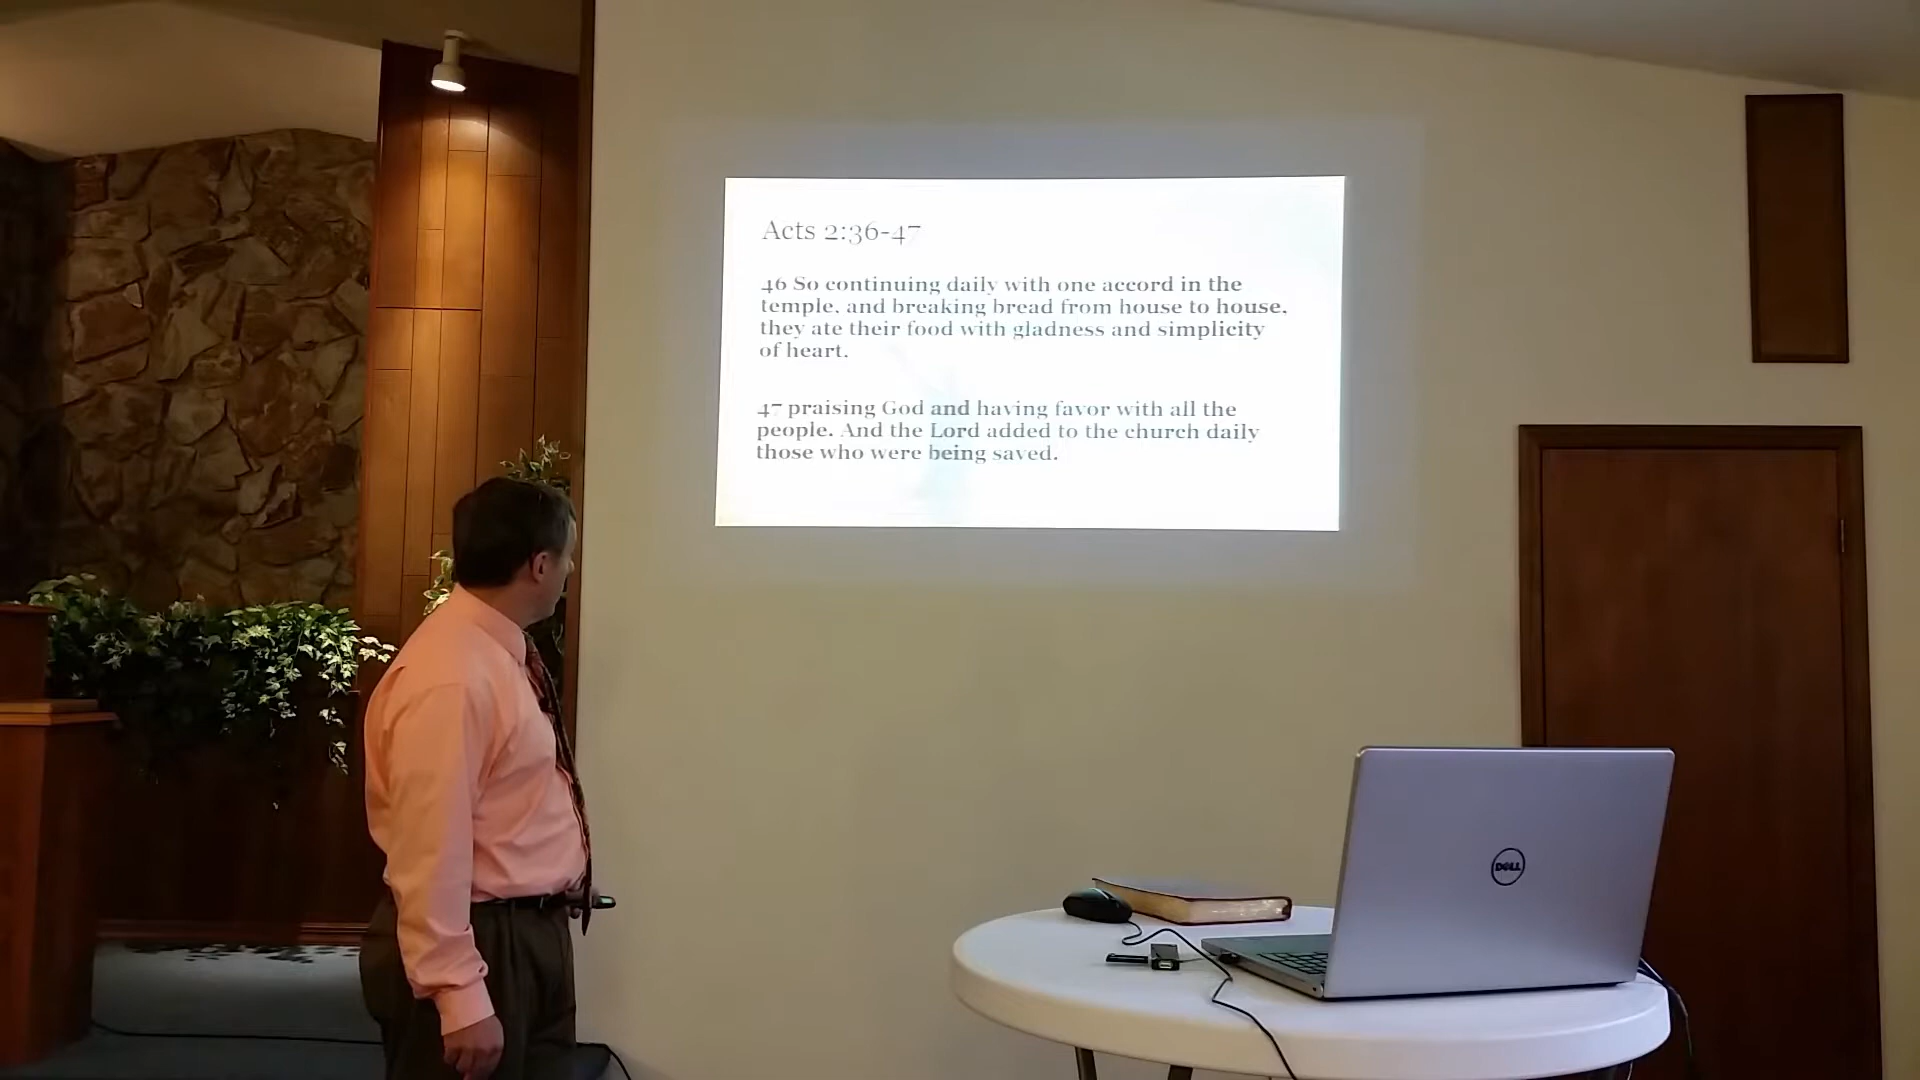 Acts 2:36-47
46 So continuing daily with one accord in the
temple, and breaking bread from house to house,
they ate their food with gladness and simplicity
of heart,
47 praising God and having favor with all the
people. And the Lord added to the church daily
those who were being saved.
DELL